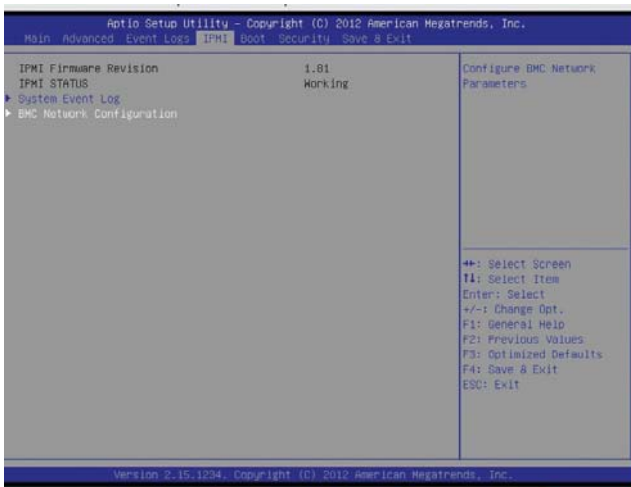 Aptio Setup Utility – Copyright (C) 2012 American Megatrends, Inc.
Main Advanced Event Logs IPMI Boot Security Save & Exit
IPMI Firmware Revision 1.01
IPMI STATUS Working
System Event Log
BMC Network Configuration
Configure BMC Network
Parameters
→←: Select Screen
↑↓: Select Item
Enter: Select
+/-: Change Opt.
F1: General Help
F2: Previous Values
F3: Optimized Defaults
F4: Save & Exit
ESC: Exit
Version 2.15.1234. Copyright (C) 2012 American Megatrends, Inc.